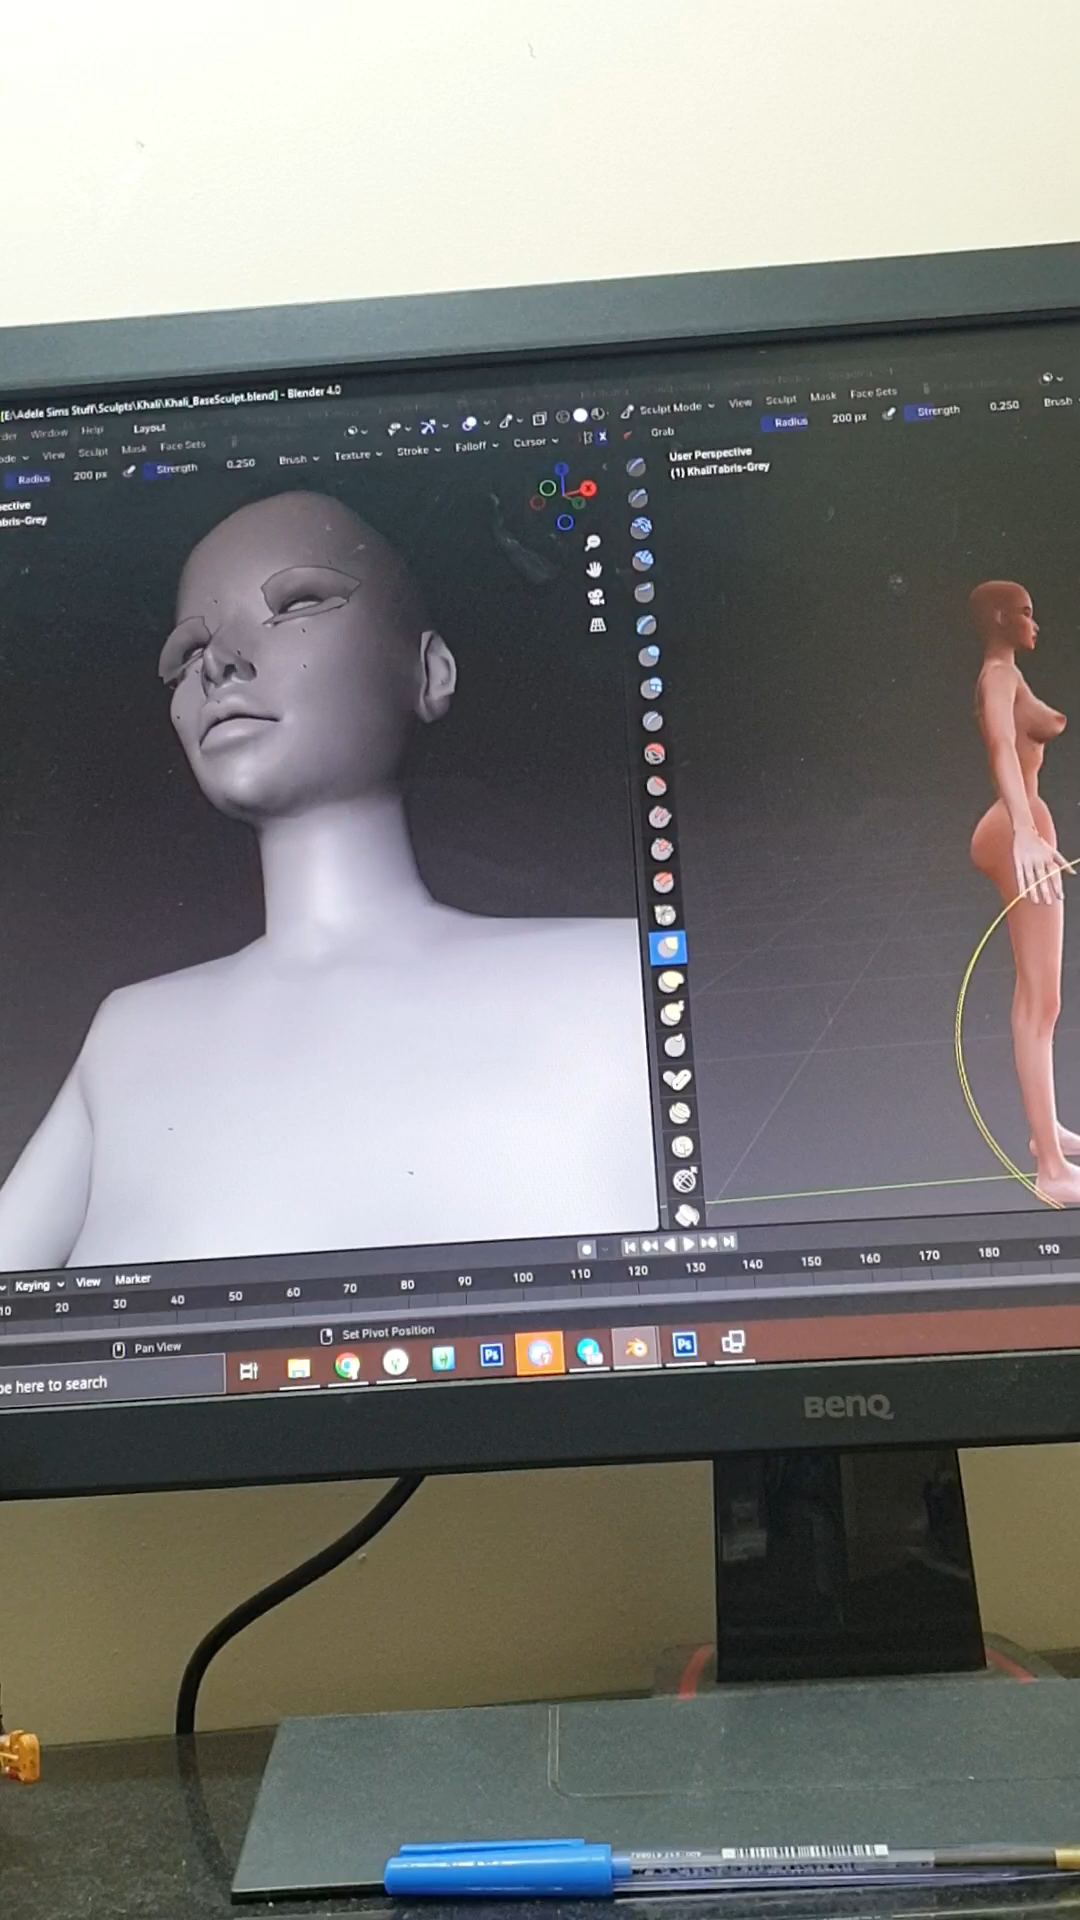 [E:\Adele Sims Stuff\Sculpts\Khali\Khali_BaseSculpt.blend] - Blender 4.0
Window Help Layout
View Sculpt Mask Face Sets
Radius 200 px Strength 0.250 Brush Texture Stroke Falloff Cursor
Sculpt Mode View Sculpt Mask Face Sets
Grab Radius 200 px Strength 0.250 Brush
User Perspective
(1) KhaliTabris-Grey
Keying View Marker
20 30 40 50 60 70 80 90 100 110 120 130 140 150 160 170 180 190
Pan View Set Pivot Position
here to search
Ps
Ps
BenQ